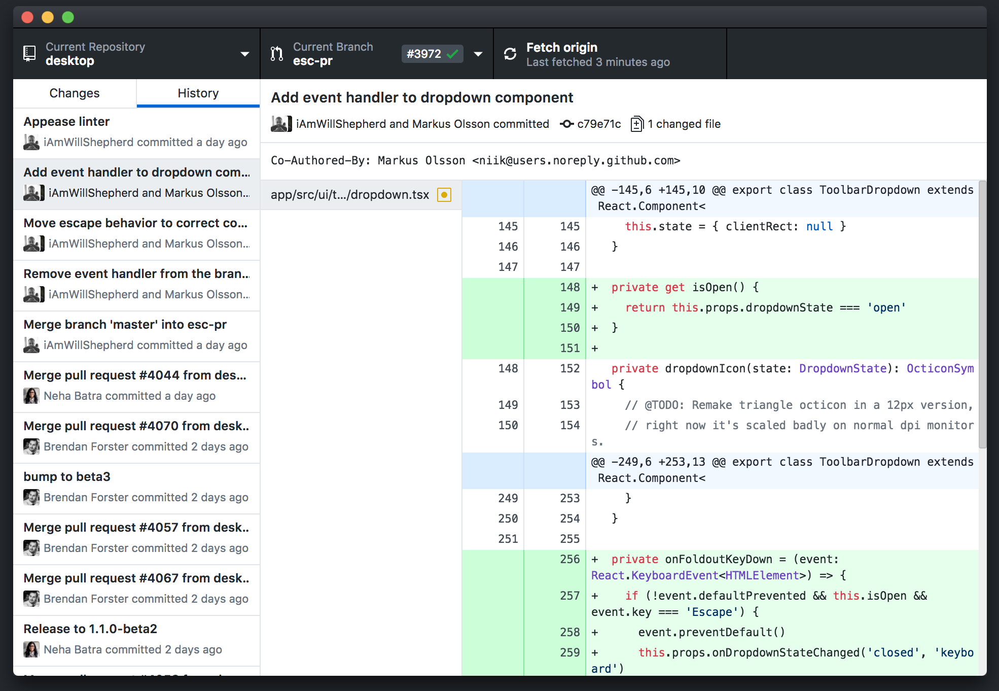 Current Repository
desktop
Current Branch
esc-pr
#3972
Fetch origin
Last fetched 3 minutes ago
Changes
History
Appease linter
iAmWillShepherd committed a day ago
Add event handler to dropdown com...
iAmWillShepherd and Markus Olsson...
Move escape behavior to correct co...
iAmWillShepherd and Markus Olsson...
Remove event handler from the bran...
iAmWillShepherd and Markus Olsson...
Merge branch 'master' into esc-pr
iAmWillShepherd committed a day ago
Merge pull request #4044 from des...
Neha Batra committed a day ago
Merge pull request #4070 from desk..
Brendan Forster committed 2 days ago
bump to beta3
Brendan Forster committed 2 days ago
Merge pull request #4057 from desk..
Brendan Forster committed 2 days ago
Merge pull request #4067 from desk..
Brendan Forster committed 2 days ago
Release to 1.1.0-beta2
Neha Batra committed 2 days ago
Add event handler to dropdown component
iAmWillShepherd and Markus Olsson committed c79e71c 1 changed file
Co-Authored-By: Markus Olsson <niik@users.noreply.github.com>
app/src/ui/t.../dropdown.tsx
@@ -145,6 +145,10 @@ export class ToolbarDropdown extends
React.Component<
145 145 this.state = { clientRect: null }
146 146 }
147 147
148 + private get isOpen() {
149 + return this.props.dropdownState === 'open'
150 + }
151 +
148 152 private dropdownIcon(state: DropdownState): OcticonSym
bol {
149 153 // @TODO: Remake triangle octicon in a 12px version,
150 154 // right now it's scaled badly on normal dpi monitor
s.
@@ -249,6 +253,13 @@ export class ToolbarDropdown extends
React.Component<
249 253 }
250 254 }
251 255
256 + private onFoldoutKeyDown = (event:
React.KeyboardEvent<HTMLElement>) => {
257 + if (!event.defaultPrevented && this.isOpen &&
event.key === 'Escape') {
258 + event.preventDefault()
259 + this.props.onDropdownStateChanged('closed', 'keybo
ard')